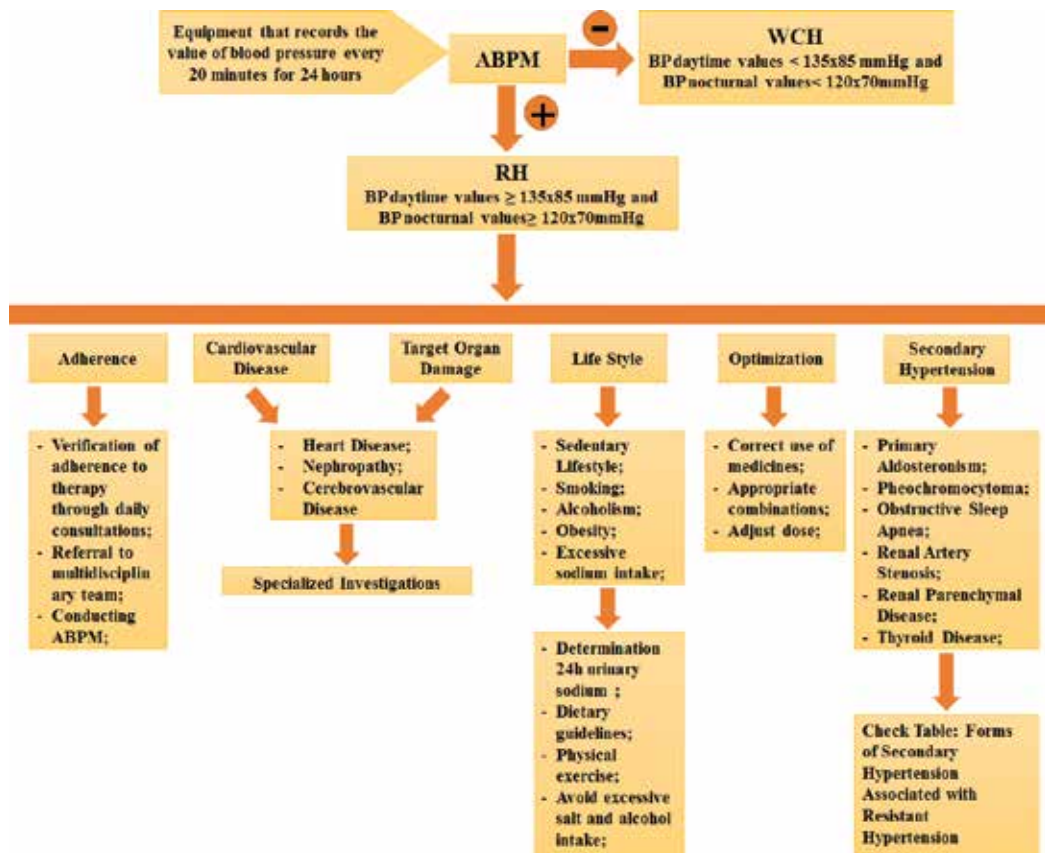 Equipment that records the
value of blood pressure every
20 minutes for 24 hours
ABPM
-
WCH
BP daytime values < 135x85 mmHg and
BP nocturnal values< 120x70mmHg
+
RH
BP daytime values ≥ 135x85 mmHg and
BP nocturnal values≥ 120x70mmHg
Adherence
- Verification of
adherence to
therapy
through daily
consultations;
- Referral to
multidisciplin
ary team;
- Conducting
ABPM;
Cardiovascular
Disease
Target Organ
Damage
- Heart Disease;
- Nephropathy;
- Cerebrovascular
Disease
Specialized Investigations
Life Style
- Sedentary
Lifestyle;
- Smoking;
- Alcoholism;
- Obesity;
- Excessive
sodium intake;
- Determination
24h urinary
sodium ;
- Dietary
guidelines;
- Physical
exercise;
- Avoid excessive
salt and alcohol
intake;
Optimization
- Correct use of
medicines;
- Appropriate
combinations;
- Adjust dose;
Secondary
Hypertension
- Primary
Aldosteronism;
- Pheochromocytoma;
- Obstructive Sleep
Apnea;
- Renal Artery
Stenosis;
- Renal Parenchymal
Disease;
- Thyroid Disease;
Check Table: Forms
of Secondary
Hypertension
Associated with
Resistant
Hypertension